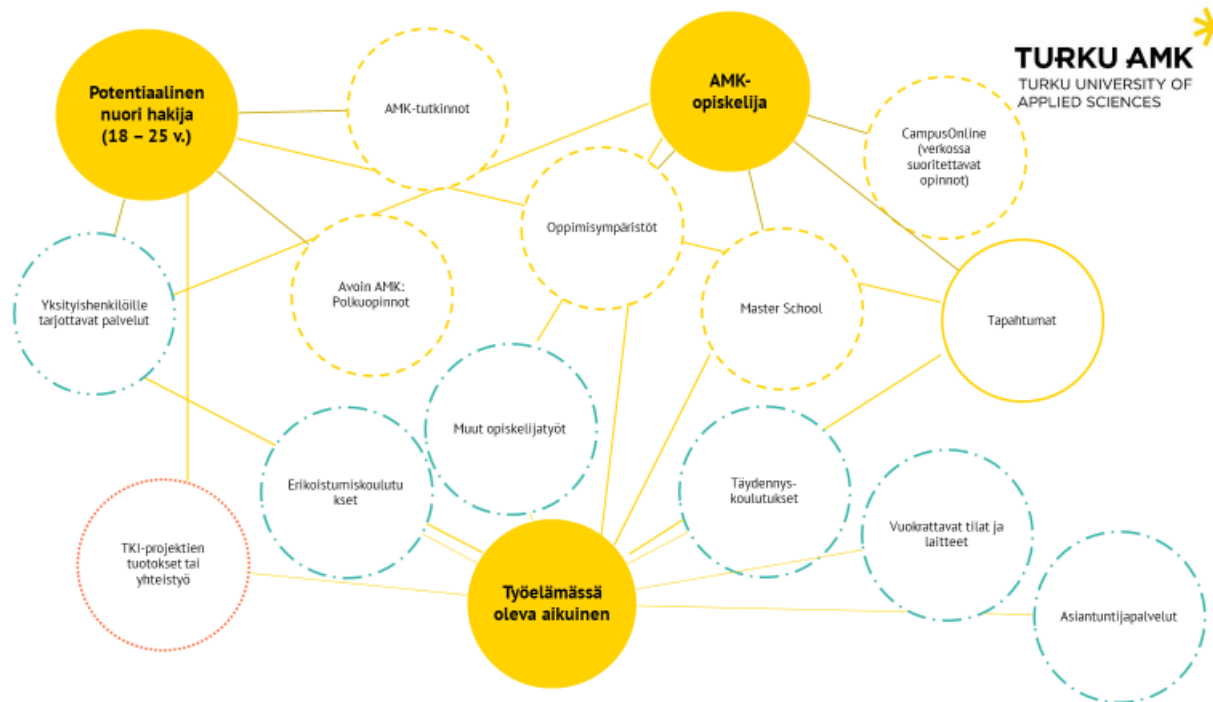 Potentiaalinen
nuori hakija
(18 – 25 v.)
AMK-tutkinnot
AMK-
opiskelija
TURKU AMK
TURKU UNIVERSITY OF
APPLIED SCIENCES
CampusOnline
(verkossa
suoritettavat
opinnot)
Oppimisympäristöt
Yksityishenkilöille
tarjottavat palvelut
Avoin AMK:
Polkuopinnot
Master School
Tapahtumat
Muut opiskelijatyöt
Erikoistumiskoulutu
kset
Täydennys-
koulutukset
Vuokrattavat tilat ja
laitteet
TKI-projektien
tuotokset tai
yhteistyö
Työelämässä
oleva aikuinen
Asiantuntijapalvelut